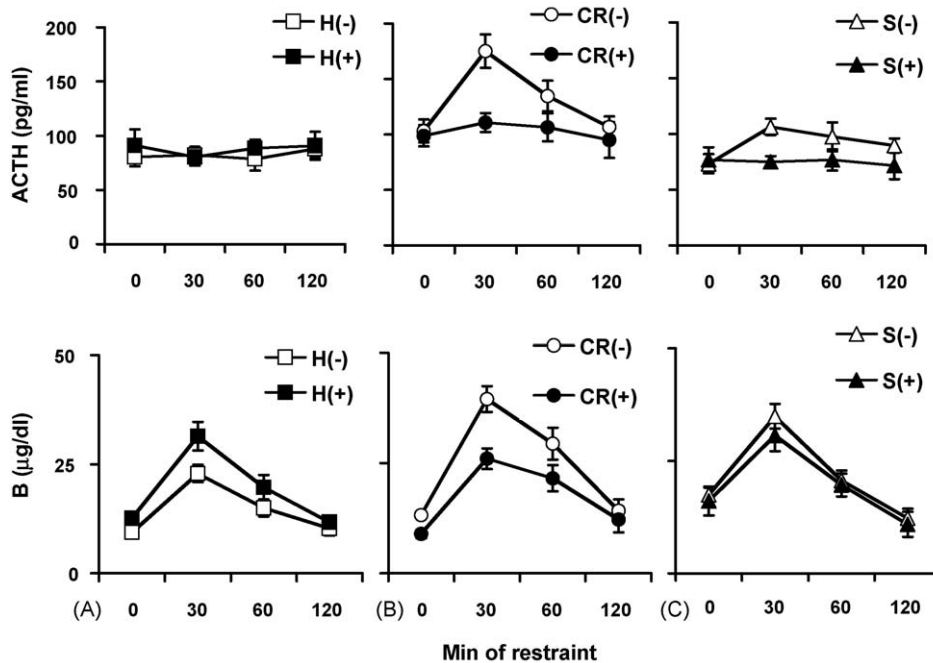 200
150
100
50
0
ACTH (pg/ml)
H(-)
H(+)
0 30 60 120
CR(-)
CR(+)
0 30 60 120
S(-)
S(+)
0 30 60 120
50
25
0
B (µg/dl)
H(-)
H(+)
(A) 0 30 60 120
CR(-)
CR(+)
(B) 0 30 60 120
S(-)
S(+)
(C) 0 30 60 120
Min of restraint